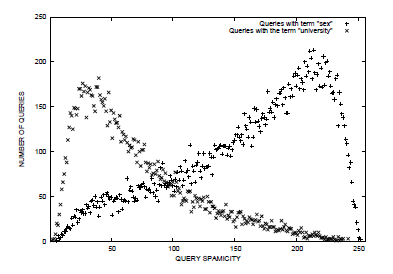 Queries with term "sex"
Queries with the term "university"
250
200
150
100
50
0
50
100
150
200
250
NUMBER OF QUERIES
QUERY SPAMICITY